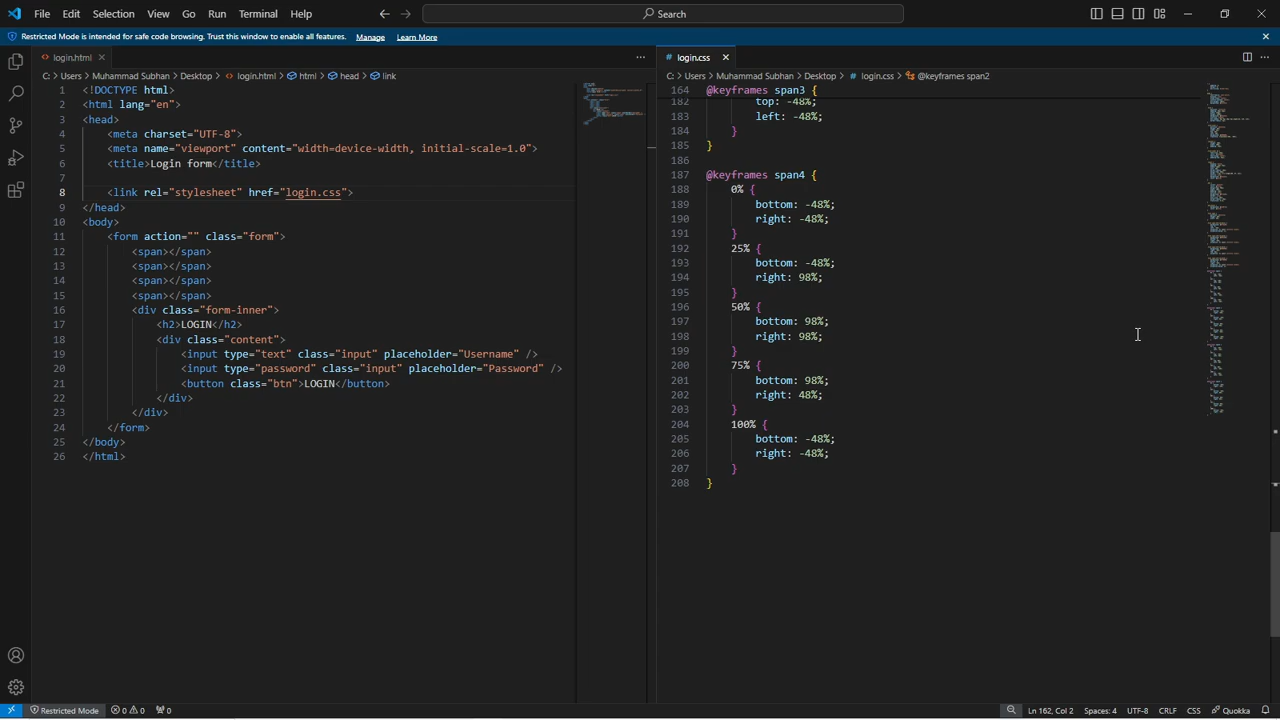 File Edit Selection View Go Run Terminal Help Search
Restricted Mode is intended for safe code browsing. Trust this window to enable all features. Manage Learn More
login.html
C: > Users > Muhammad Subhan > Desktop > login.html > html > head > link
1 <!DOCTYPE html>
2 <html lang="en">
3 <head>
4 <meta charset="UTF-8">
5 <meta name="viewport" content="width=device-width, initial-scale=1.0">
6 <title>Login form</title>
7
8 <link rel="stylesheet" href="login.css">
9 </head>
10 <body>
11 <form action="" class="form">
12 <span></span>
13 <span></span>
14 <span></span>
15 <span></span>
16 <div class="form-inner">
17 <h2>LOGIN</h2>
18 <div class="content">
19 <input type="text" class="input" placeholder="Username" />
20 <input type="password" class="input" placeholder="Password" />
21 <button class="btn">LOGIN</button>
22 </div>
23 </div>
24 </form>
25 </body>
26 </html>
# login.css
C: > Users > Muhammad Subhan > Desktop > # login.css > @keyframes span2
164 @keyframes span3 {
182 top: -48%;
183 left: -48%;
184 }
185 }
186
187 @keyframes span4 {
188 0% {
189 bottom: -48%;
190 right: -48%;
191 }
192 25% {
193 bottom: -48%;
194 right: 98%;
195 }
196 50% {
197 bottom: 98%;
198 right: 98%;
199 }
200 75% {
201 bottom: 98%;
202 right: 48%;
203 }
204 100% {
205 bottom: -48%;
206 right: -48%;
207 }
208 }
Restricted Mode 0 0 0 Ln 162, Col 2 Spaces: 4 UTF-8 CRLF CSS Quokka